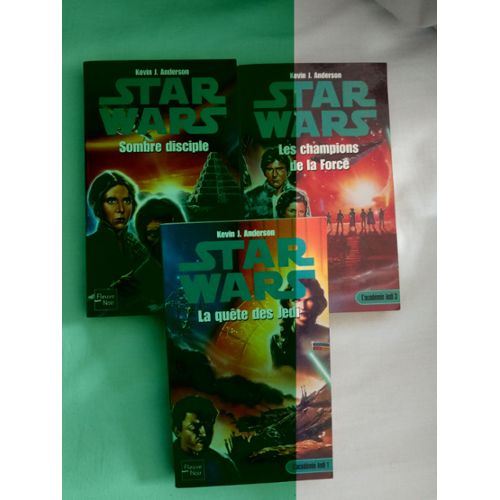 Kevin J. Anderson
STAR
WARS
Sombre disciple
Fleuve
Noir
Kevin J. Anderson
STAR
WARS
Les champions
de la Force
L'académie Jedi 3
Kevin J. Anderson
STAR
WARS
La quête des Jedi
Fleuve
Noir
L'académie Jedi 1